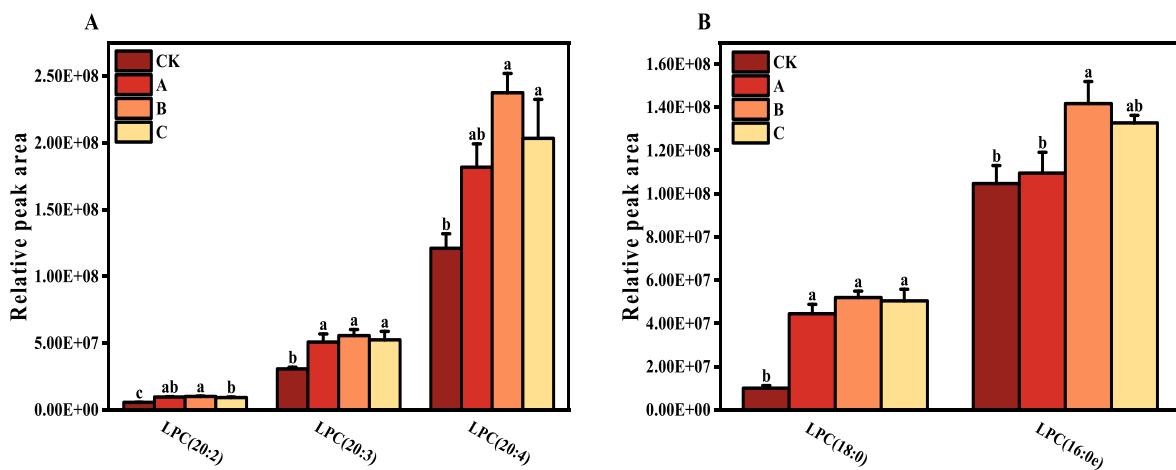 A
CK
A
B
C
Relative peak area
2.50E+08
2.00E+08
1.50E+08
1.00E+08
5.00E+07
0.00E+00
c ab a b
b a a a
b ab a a
LPC(20:2)
LPC(20:3)
LPC(20:4)
B
CK
A
B
C
Relative peak area
1.60E+08
1.40E+08
1.20E+08
1.00E+08
8.00E+07
6.00E+07
4.00E+07
2.00E+07
0.00E+00
b a a a
b b a ab
LPC(18:0)
LPC(16:0e)